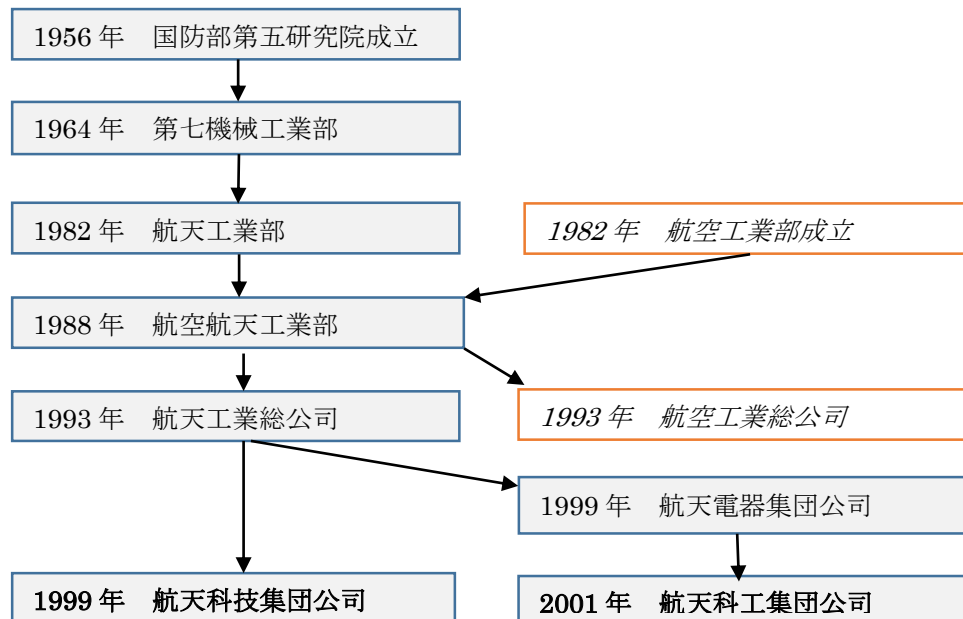 1956 年　国防部第五研究院成立
1964 年　第七機械工業部
1982 年　航天工業部
1982 年　航空工業部成立
1988 年　航空航天工業部
1993 年　航天工業総公司
1993 年　航空工業総公司
1999 年　航天電器集団公司
1999 年　航天科技集団公司
2001 年　航天科工集団公司